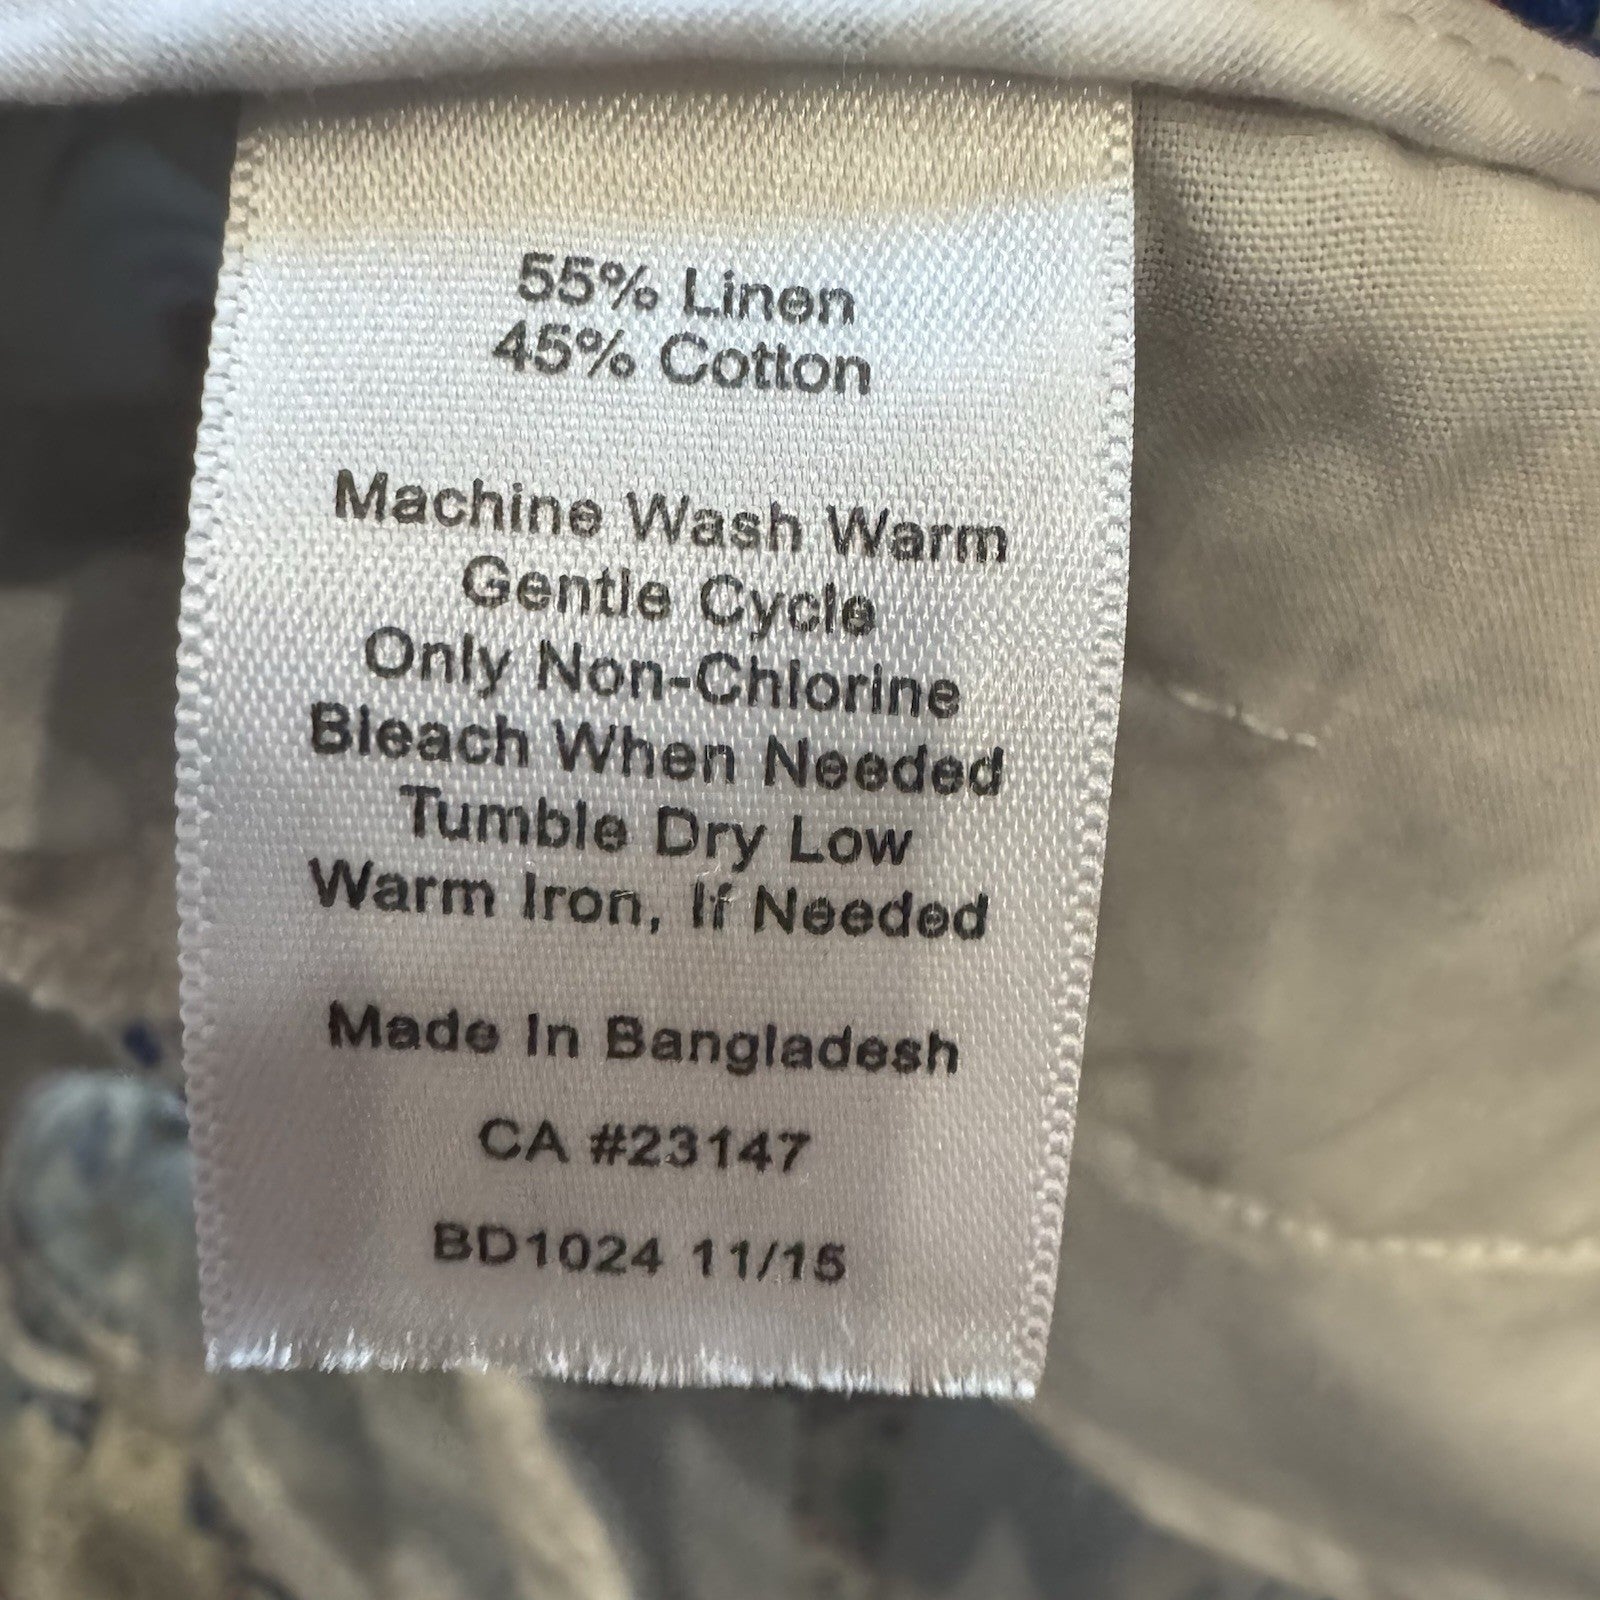 55% Linen
45% Cotton
Machine Wash Warm
Gentle Cycle
Only Non-Chlorine
Bleach When Needed
Tumble Dry Low
Warm Iron, If Needed
Made In Bangladesh
CA #23147
BD1024 11/15